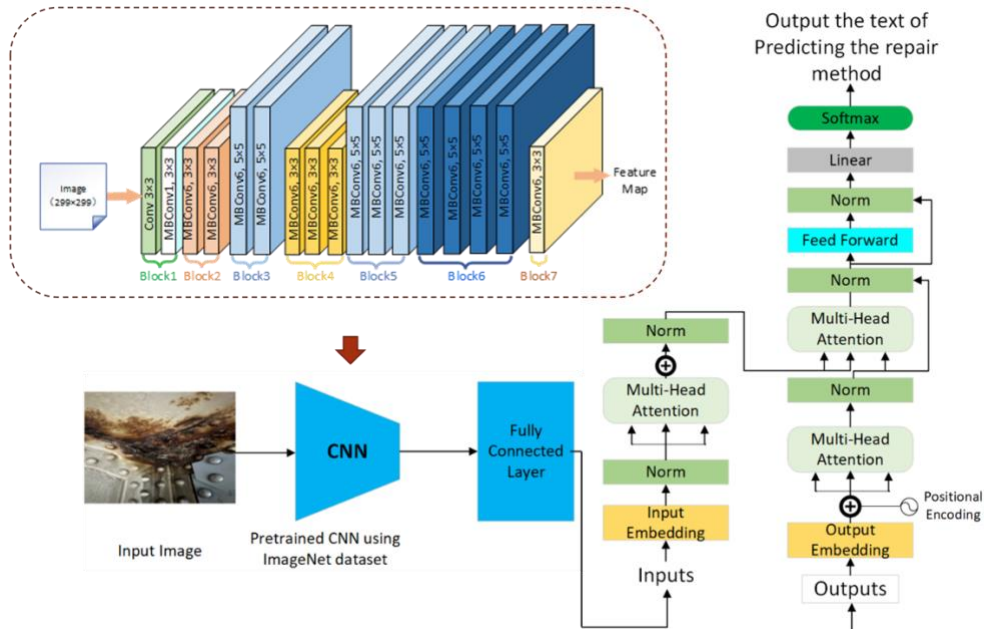 Image
(299×299)
Conv 3×3
MBConv1, 3×3
MBConv6, 3×3
MBConv6, 3×3
MBConv6, 5×5
MBConv6, 5×5
MBConv6, 3×3
MBConv6, 3×3
MBConv6, 3×3
MBConv6, 5×5
MBConv6, 5×5
MBConv6, 5×5
MBConv6, 5×5
MBConv6, 5×5
MBConv6, 5×5
MBConv6, 5×5
MBConv6, 3×3
Feature
Map
Block1
Block2
Block3
Block4
Block5
Block6
Block7
Input Image
CNN
Pretrained CNN using
ImageNet dataset
Fully
Connected
Layer
Norm
Multi-Head
Attention
Norm
Input
Embedding
Inputs
Output the text of
Predicting the repair
method
Softmax
Linear
Norm
Feed Forward
Norm
Multi-Head
Attention
Norm
Multi-Head
Attention
Positional
Encoding
Output
Embedding
Outputs